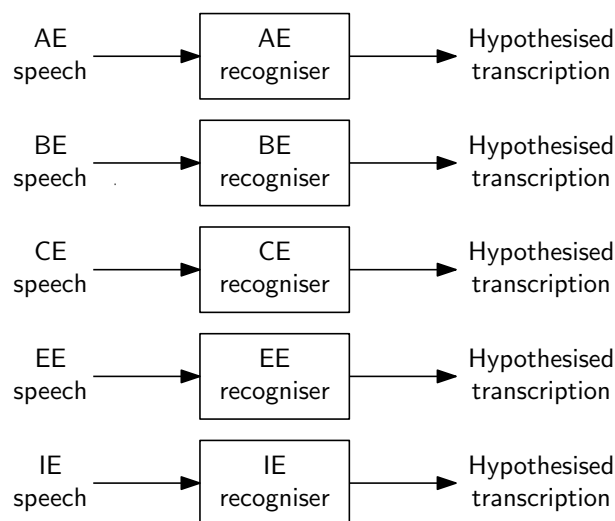 AE speech
AE recogniser
Hypothesised transcription
BE speech
BE recogniser
Hypothesised transcription
CE speech
CE recogniser
Hypothesised transcription
EE speech
EE recogniser
Hypothesised transcription
IE speech
IE recogniser
Hypothesised transcription